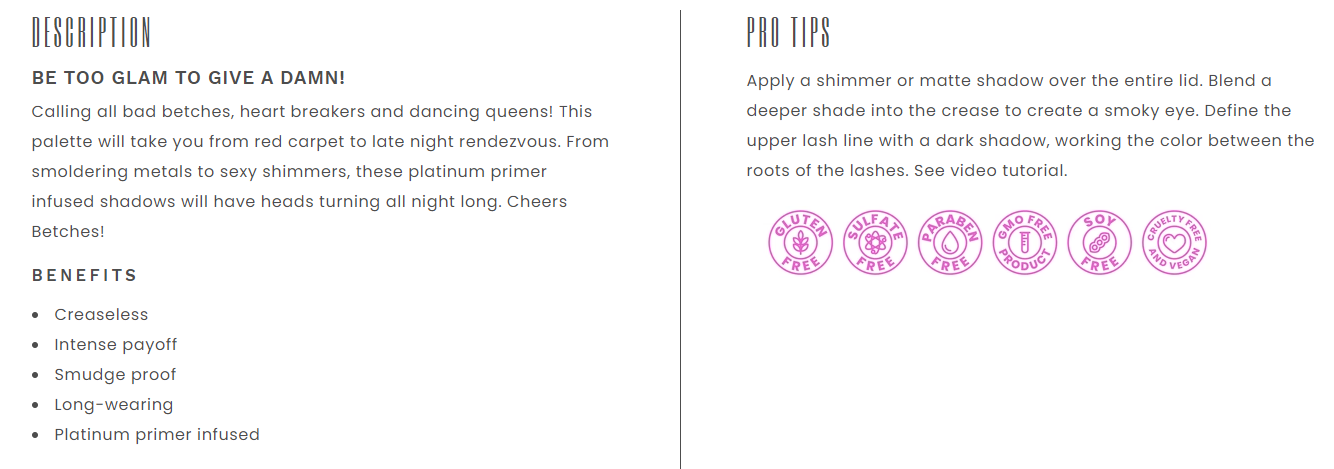 DESCRIPTION
BE TOO GLAM TO GIVE A DAMN!
Calling all bad betches, heart breakers and dancing queens! This
palette will take you from red carpet to late night rendezvous. From
smoldering metals to sexy shimmers, these platinum primer
infused shadows will have heads turning all night long. Cheers
Betches!
BENEFITS
Creaseless
Intense payoff
Smudge proof
Long-wearing
Platinum primer infused
PRO TIPS
Apply a shimmer or matte shadow over the entire lid. Blend a
deeper shade into the crease to create a smoky eye. Define the
upper lash line with a dark shadow, working the color between the
roots of the lashes. See video tutorial.
GLUTEN
FREE
SULFATE
FREE
PARABEN
FREE
GMO FREE
PRODUCT
SOY
FREE
CRUELTY FREE
AND VEGAN